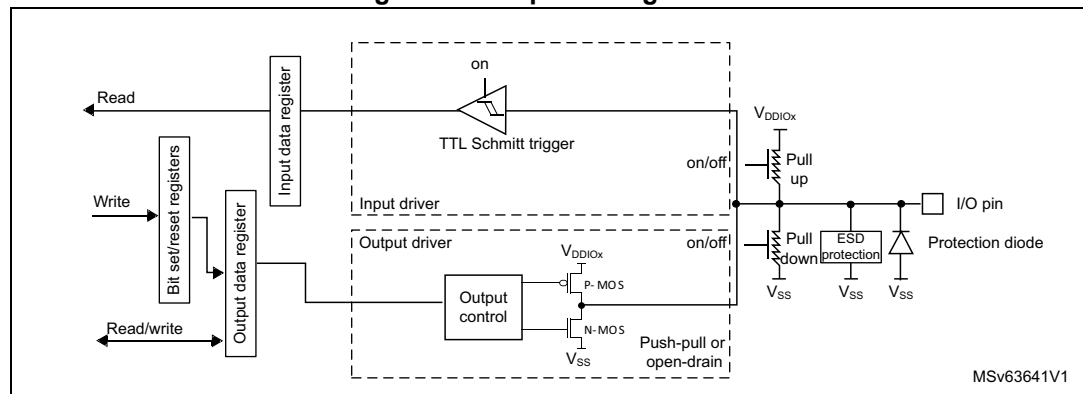 on
Read
Input data register
TTL Schmitt trigger
VDDIOx
on/off
Pull
up
Bit set/reset registers
Write
Input driver
I/O pin
Output data register
Output driver
on/off
Pull
down
ESD
protection
Protection diode
VDDIOx
P-MOS
Output
control
VSS
VSS
VSS
Read/write
N-MOS
VSS
Push-pull or
open-drain
MSv63641V1